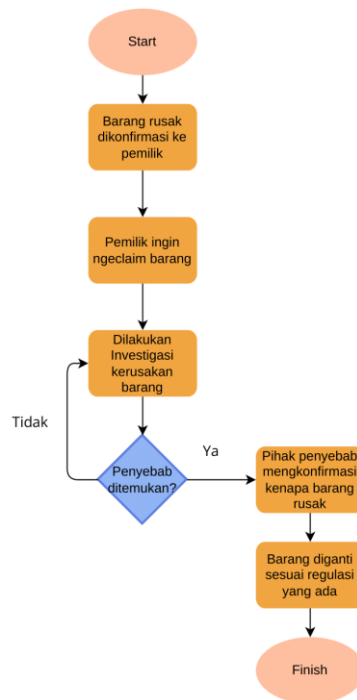 Start
Barang rusak
dikonfirmasi ke
pemilik
Pemilik ingin
ngeclaim barang
Dilakukan
Investigasi
kerusakan
barang
Tidak
Penyebab
ditemukan?
Ya
Pihak penyebab
mengkonfirmasi
kenapa barang
rusak
Barang diganti
sesuai regulasi
yang ada
Finish